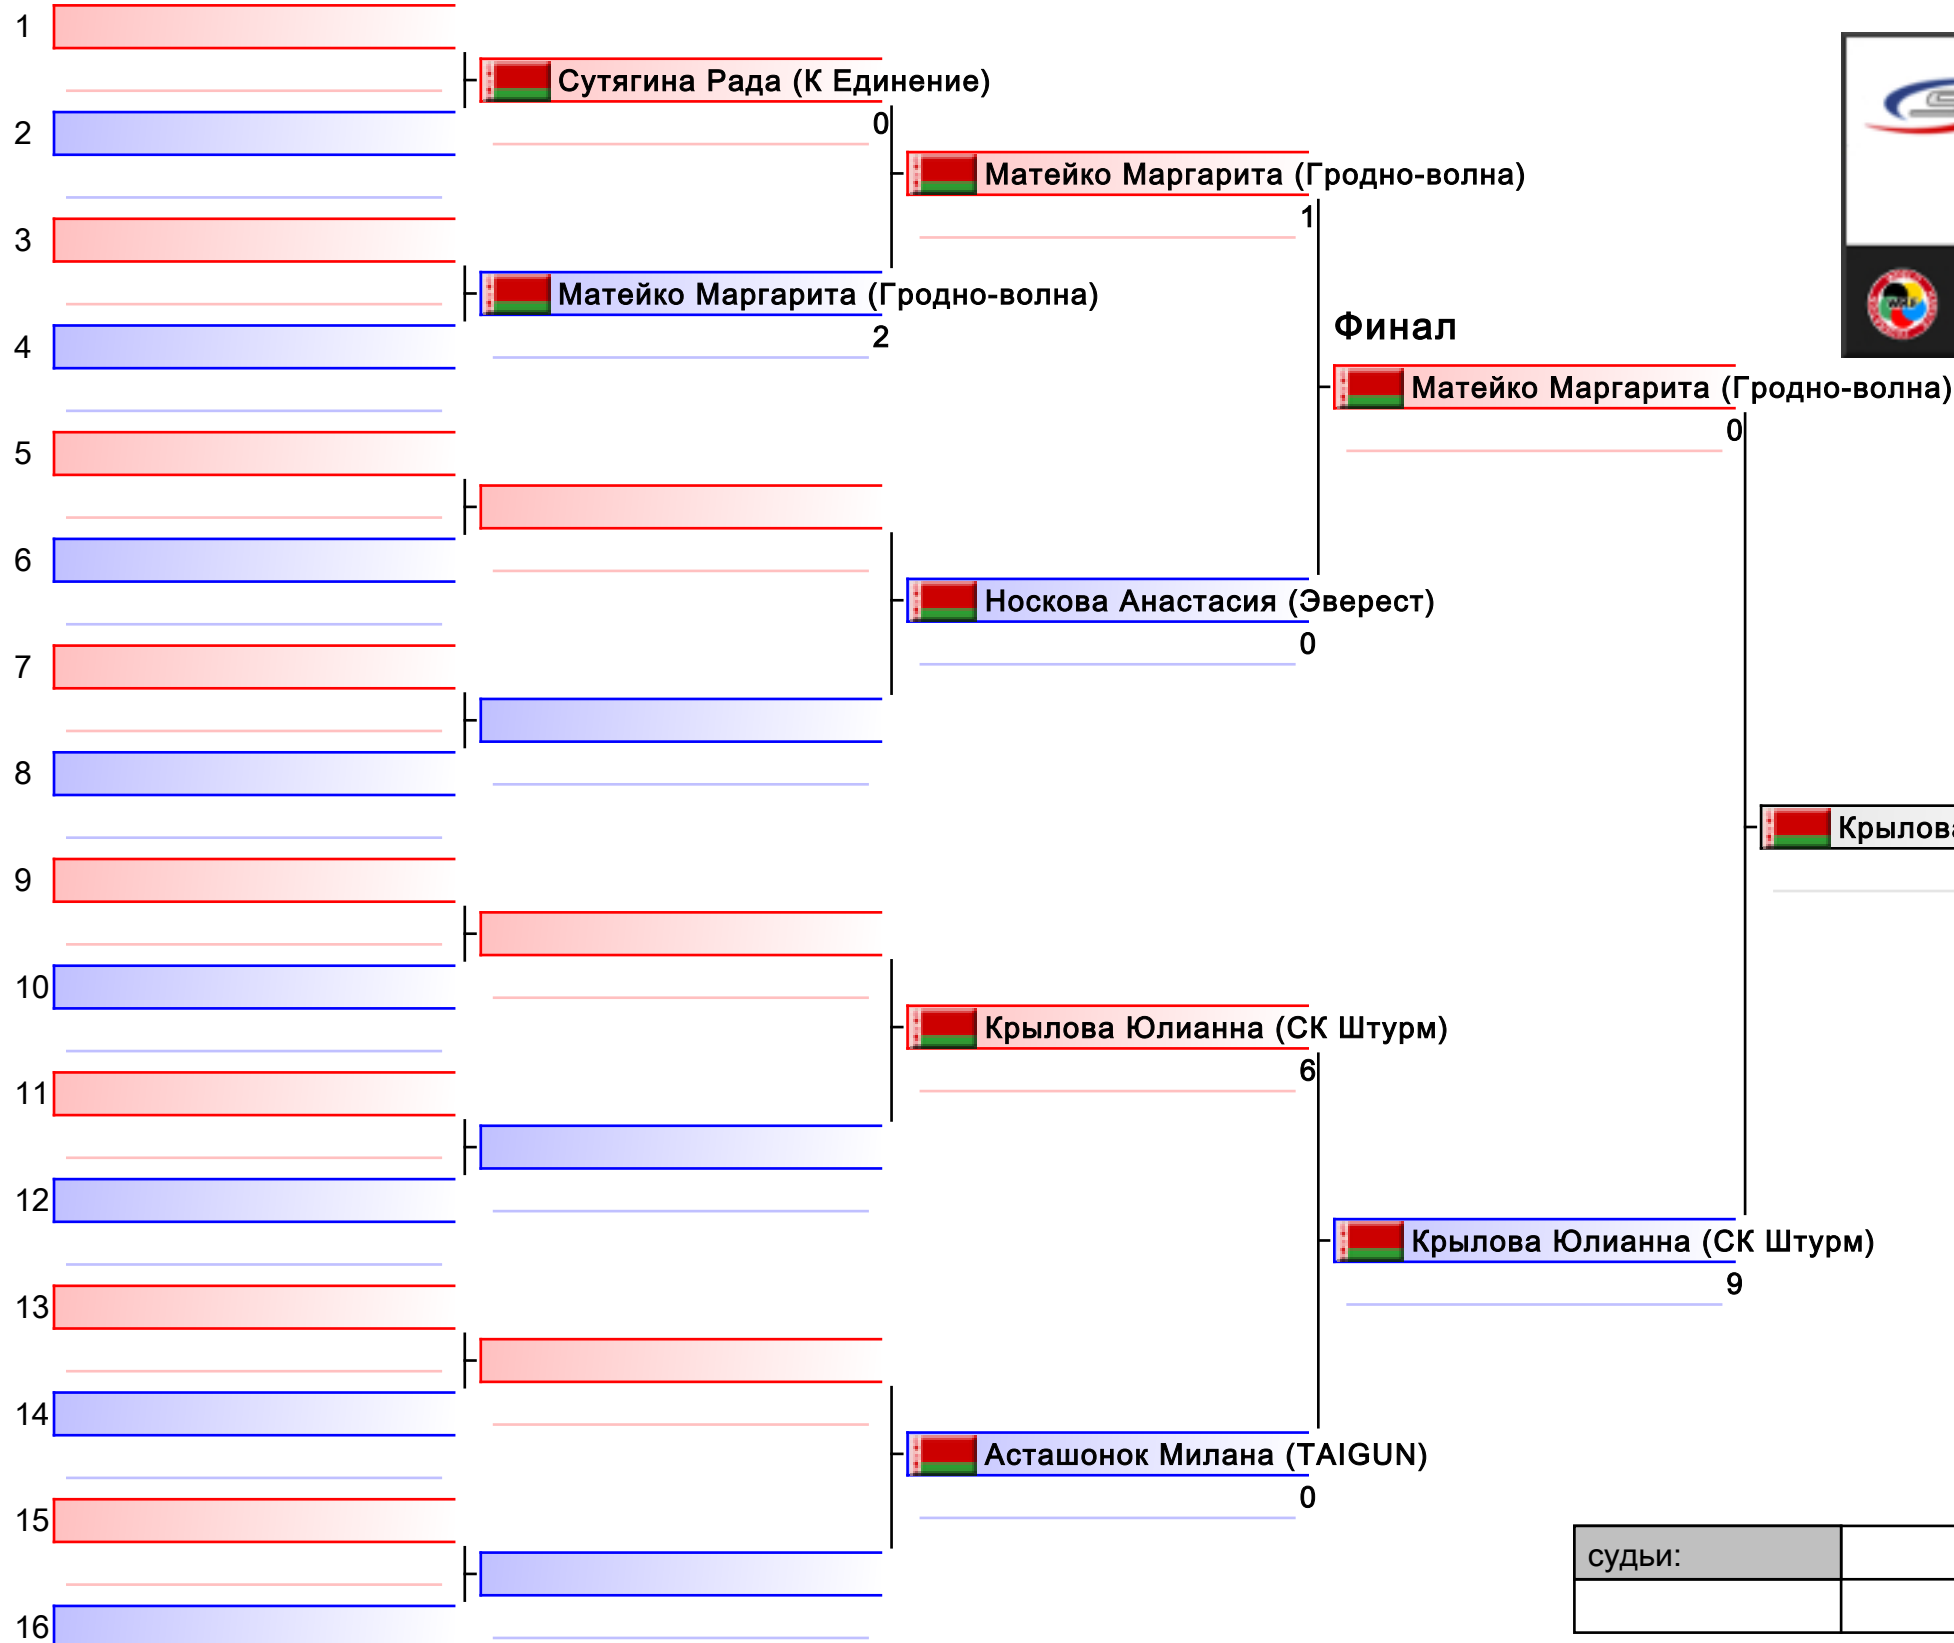 1
Сутягина Рада (К Единение)
0
2
Матейко Маргарита (Гродно-волна)
1
3
Матейко Маргарита (Гродно-волна)
2
4
Финал
Матейко Маргарита (Гродно-волна)
0
5
6
Носкова Анастасия (Эверест)
0
7
8
Крылова
9
10
Крылова Юлианна (СК Штурм)
6
11
12
Крылова Юлианна (СК Штурм)
9
13
14
Асташонок Милана (TAIGUN)
0
15
судьи:
16